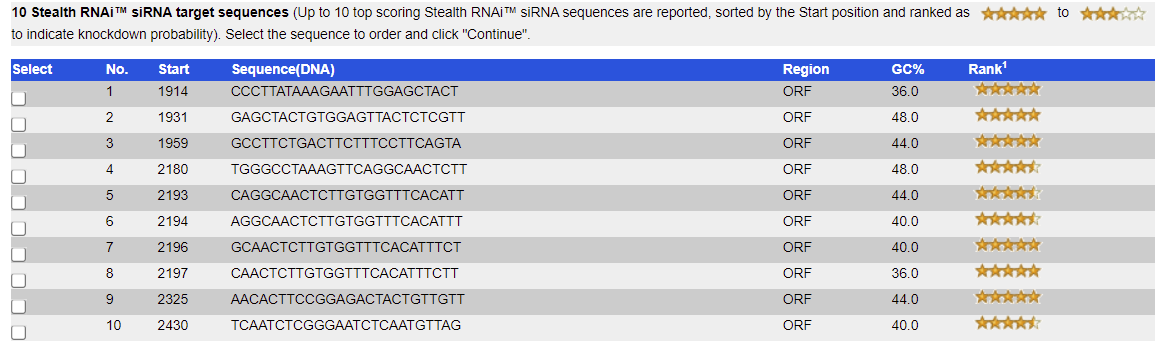 10 Stealth RNAi™ siRNA target sequences (Up to 10 top scoring Stealth RNAi™ siRNA sequences are reported, sorted by the Start position and ranked as to
to indicate knockdown probability). Select the sequence to order and click "Continue".
Select No. Start Sequence(DNA) Region GC% Rank1
1 1914 CCCTTATAAAGAATTTGGAGCTACT ORF 36.0
2 1931 GAGCTACTGTGGAGTTACTCTCGTT ORF 48.0
3 1959 GCCTTCTGACTTCTTTCCTTCAGTA ORF 44.0
4 2180 TGGGCCTAAAGTTCAGGCAACTCTT ORF 48.0
5 2193 CAGGCAACTCTTGTGGTTTCACATT ORF 44.0
6 2194 AGGCAACTCTTGTGGTTTCACATTT ORF 40.0
7 2196 GCAACTCTTGTGGTTTCACATTTCT ORF 40.0
8 2197 CAACTCTTGTGGTTTCACATTTCTT ORF 36.0
9 2325 AACACTTCCGGAGACTACTGTTGTT ORF 44.0
10 2430 TCAATCTCGGGAATCTCAATGTTAG ORF 40.0